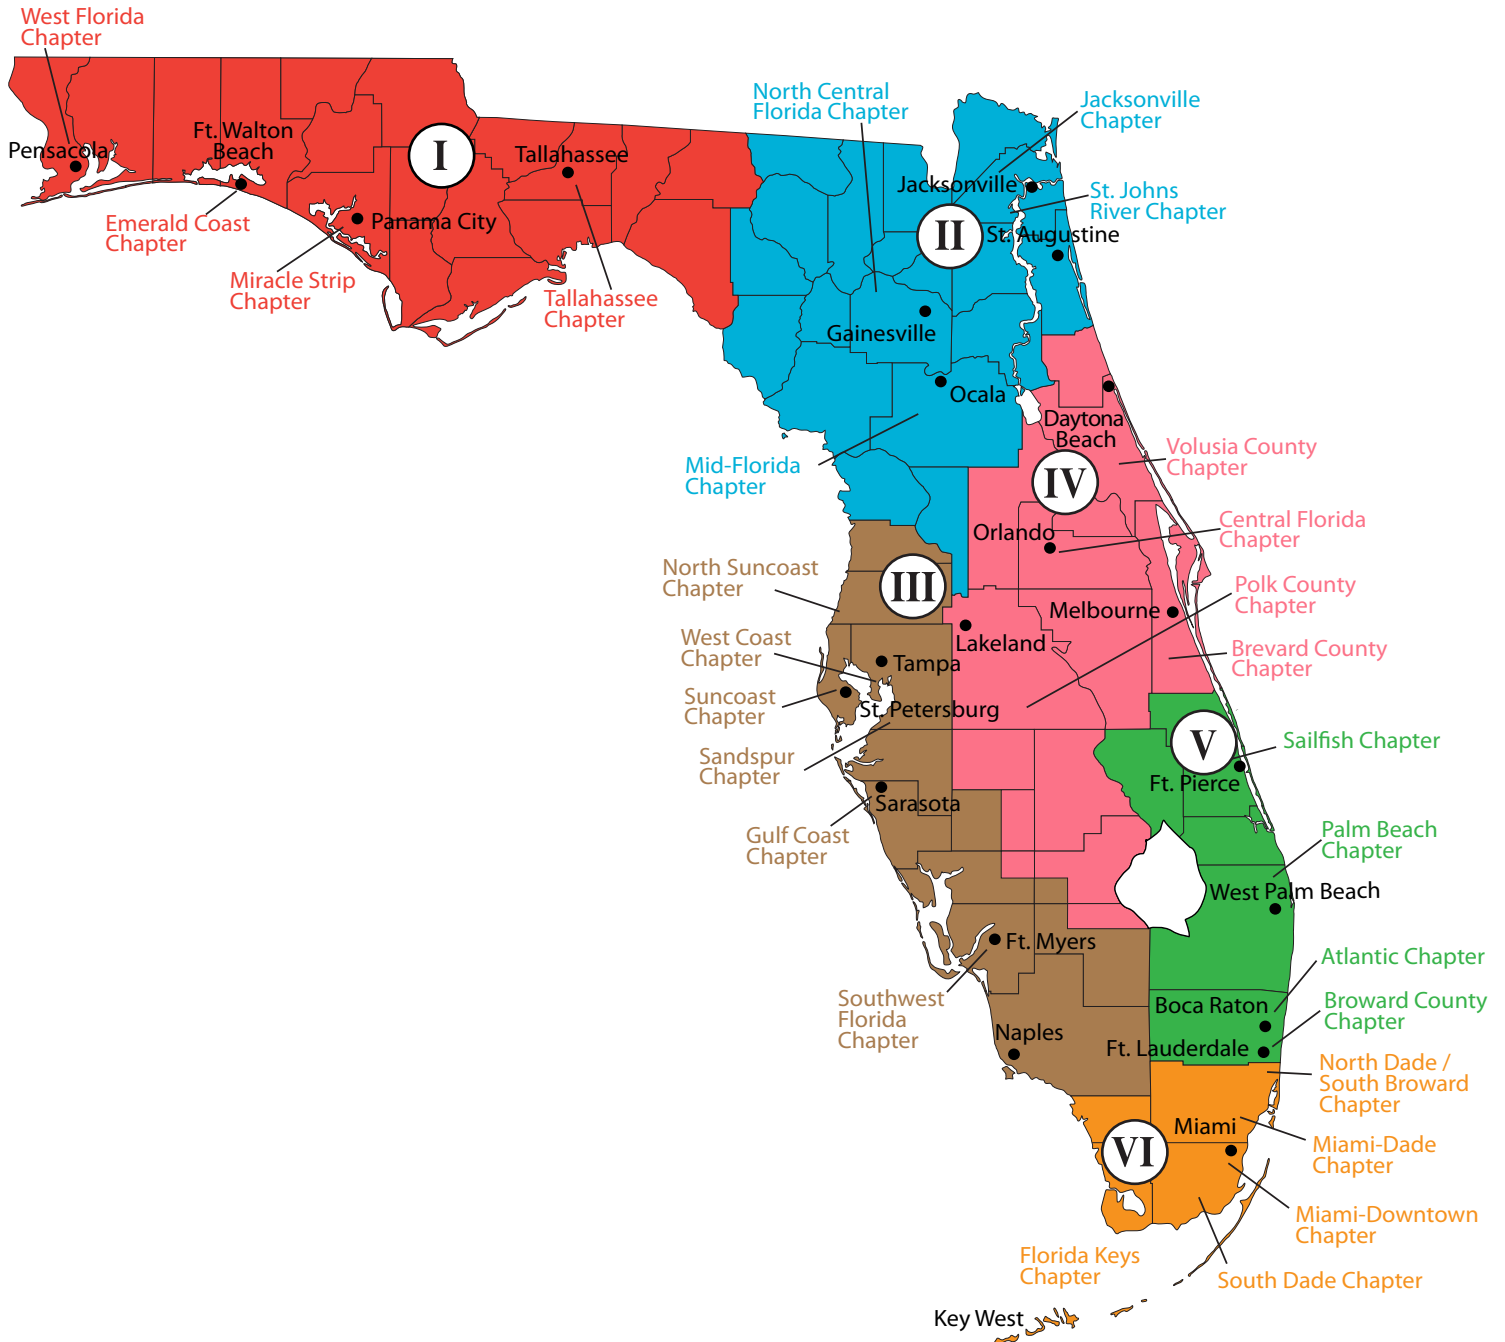 West Florida
Chapter
Pensacola
Ft. Walton
Beach
I
Tallahassee
Emerald Coast
Chapter
Panama City
Miracle Strip
Chapter
Tallahassee
Chapter
North Central
Florida Chapter
Jacksonville
Chapter
Jacksonville
St. Johns
River Chapter
II
St. Augustine
Gainesville
Ocala
Mid-Florida
Chapter
Daytona
Beach
Volusia County
Chapter
IV
Orlando
Central Florida
Chapter
North Suncoast
Chapter
III
Polk County
Chapter
Melbourne
Lakeland
West Coast
Chapter
Tampa
Brevard County
Chapter
Suncoast
Chapter
St. Petersburg
Sandspur
Chapter
V
Sailfish Chapter
Ft. Pierce
Sarasota
Gulf Coast
Chapter
Palm Beach
Chapter
West Palm Beach
Ft. Myers
Atlantic Chapter
Southwest
Florida
Chapter
Boca Raton
Broward County
Chapter
Naples
Ft. Lauderdale
North Dade /
South Broward
Chapter
Miami
VI
Miami-Dade
Chapter
Miami-Downtown
Chapter
Florida Keys
Chapter
South Dade Chapter
Key West